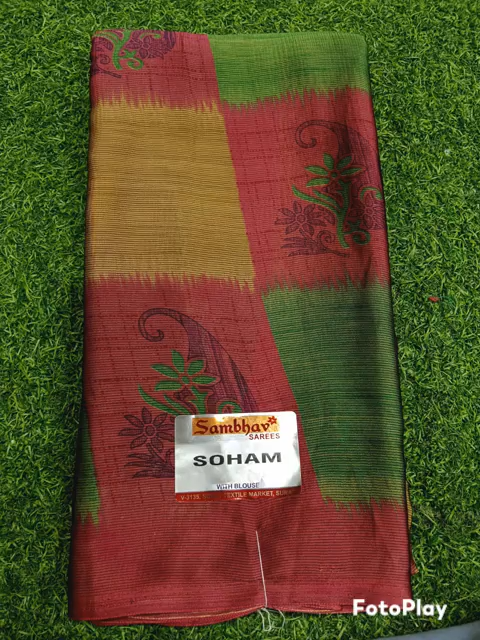 Sambhav
SAREES
SOHAM
WITH BLOUSE
TEXTILE MARKET,
FotoPlay